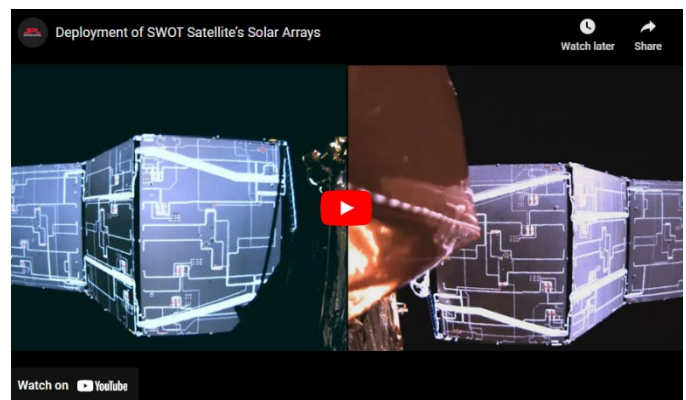 Deployment of SWOT Satellite's Solar Arrays
Watch later
Share
Watch on YouTube